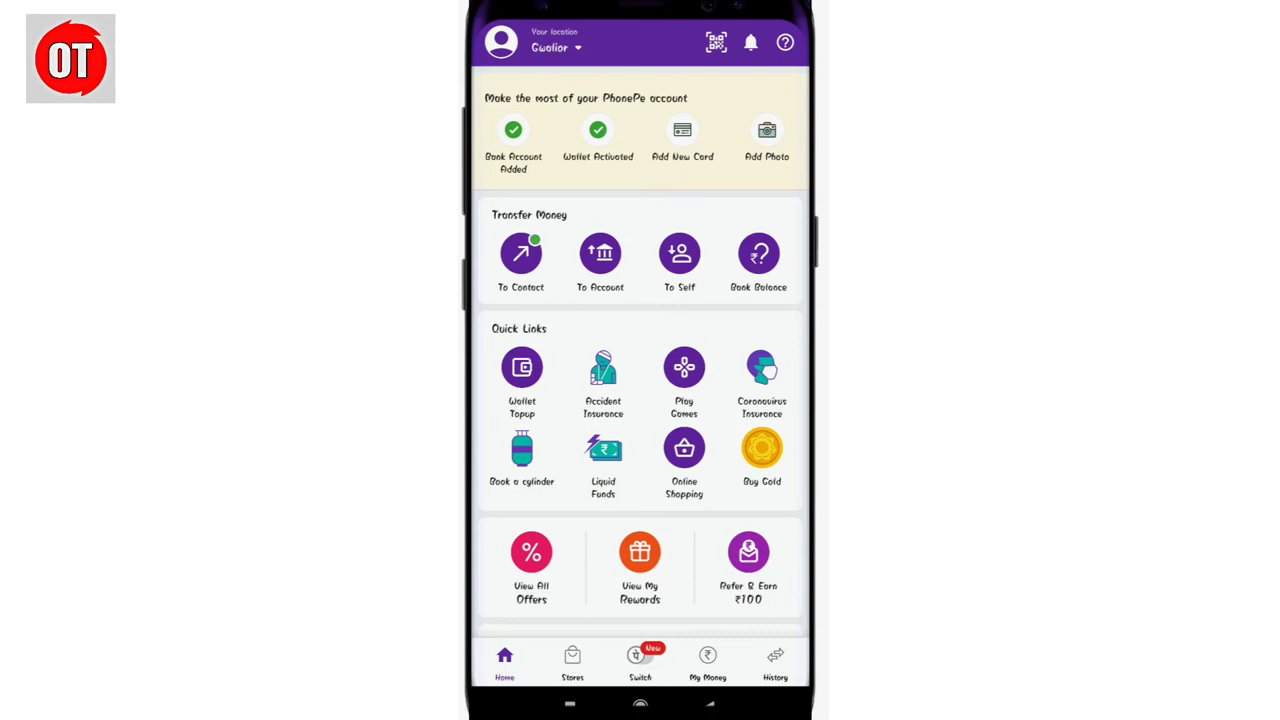 OT
Your location
Gwalior
Make the most of your PhonePe account
Bank Account
Added
Wallet Activated
Add New Card
Add Photo
Transfer Money
To Contact
To Account
To Self
₹?
Bank Balance
Quick Links
Wallet
Topup
Accident
Insurance
Play
Games
Coronavirus
Insurance
Book a cylinder
₹
Liquid
Funds
Online
Shopping
Buy Gold
%
View All
Offers
View My
Rewards
₹
Refer & Earn
₹100
Home
Stores
पे
New
Switch
₹
My Money
History